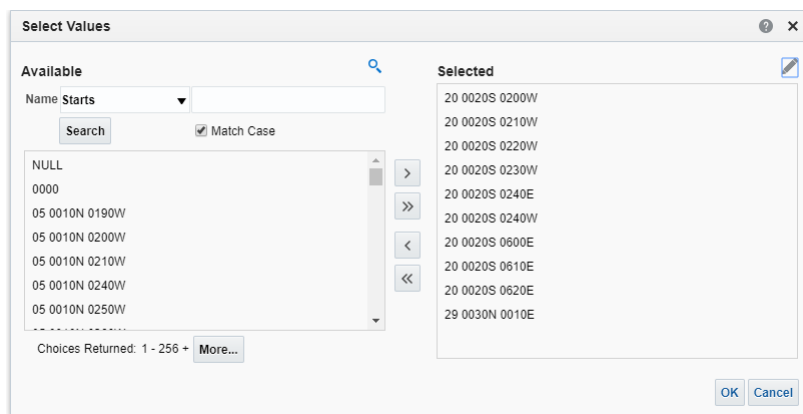 Select Values
Available
Name Starts
Search Match Case
NULL
0000
05 0010N 0190W
05 0010N 0200W
05 0010N 0210W
05 0010N 0240W
05 0010N 0250W
Choices Returned: 1 - 256 + More...
Selected
20 0020S 0200W
20 0020S 0210W
20 0020S 0220W
20 0020S 0230W
20 0020S 0240E
20 0020S 0240W
20 0020S 0600E
20 0020S 0610E
20 0020S 0620E
29 0030N 0010E
OK Cancel